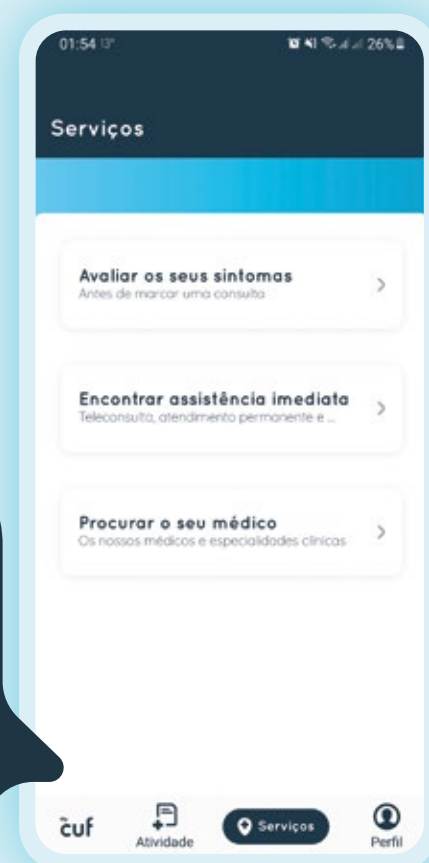 01:54 13° 26%
Serviços
Avaliar os seus sintomas
Antes de marcar uma consulta
Encontrar assistência imediata
Teleconsulta, atendimento permanente e ...
Procurar o seu médico
Os nossos médicos e especialidades clínicas
cuf
Atividade
Serviços
Perfil